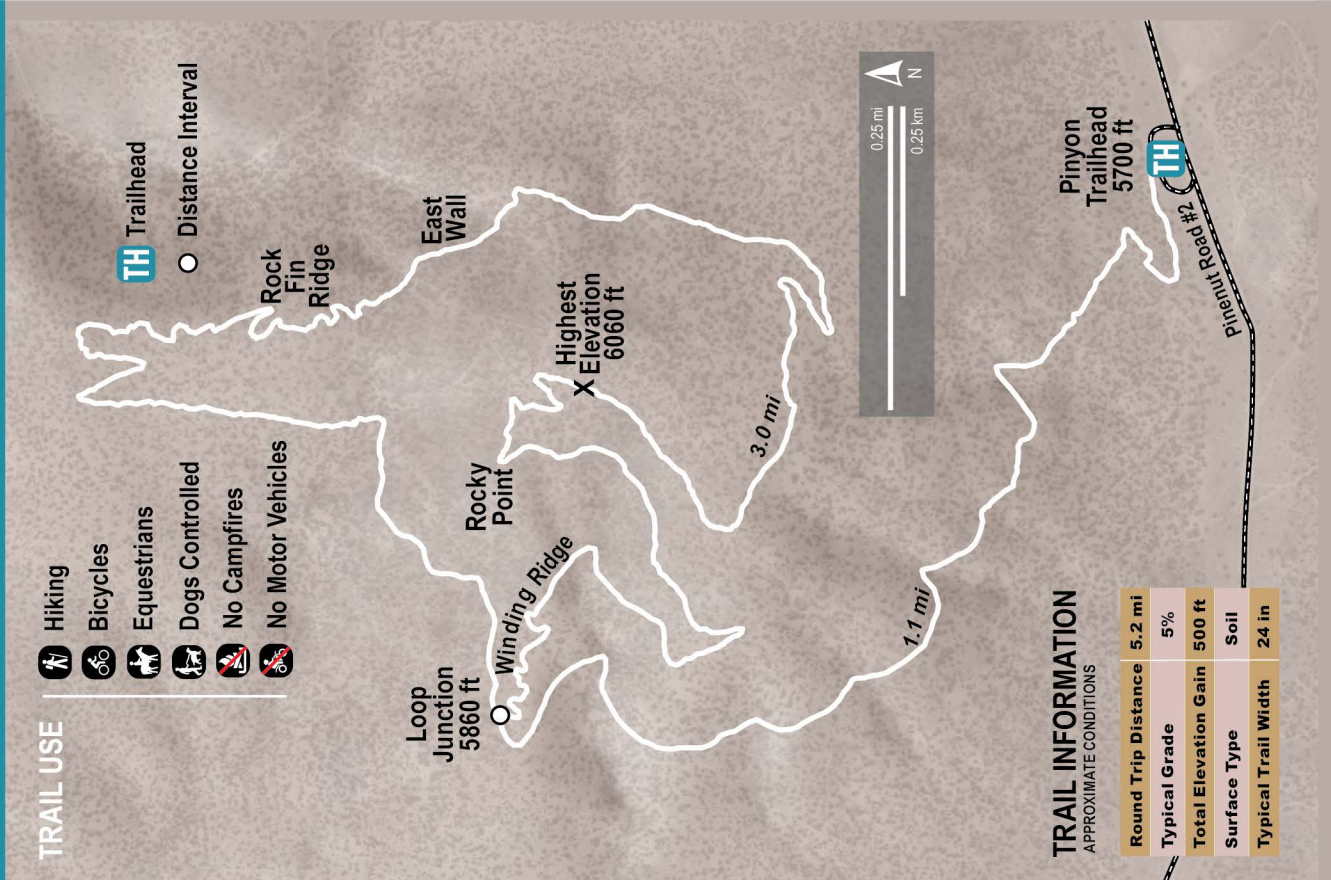 TRAIL USE
Hiking
Bicycles
Equestrians
Dogs Controlled
No Campfires
No Motor Vehicles
TH Trailhead
Distance Interval
Rock
Fin
Ridge
East
Wall
Loop
Junction
5860 ft
Winding Ridge
Rocky
Point
Highest
Elevation
6060 ft
X
3.0 mi
1.1 mi
0.25 mi
0.25 km
N
Pinyon
Trailhead
5700 ft
TH
Pinenut Road #2
TRAIL INFORMATION
APPROXIMATE CONDITIONS
Round Trip Distance 5.2 mi
Typical Grade 5%
Total Elevation Gain 500 ft
Surface Type Soil
Typical Trail Width 24 in